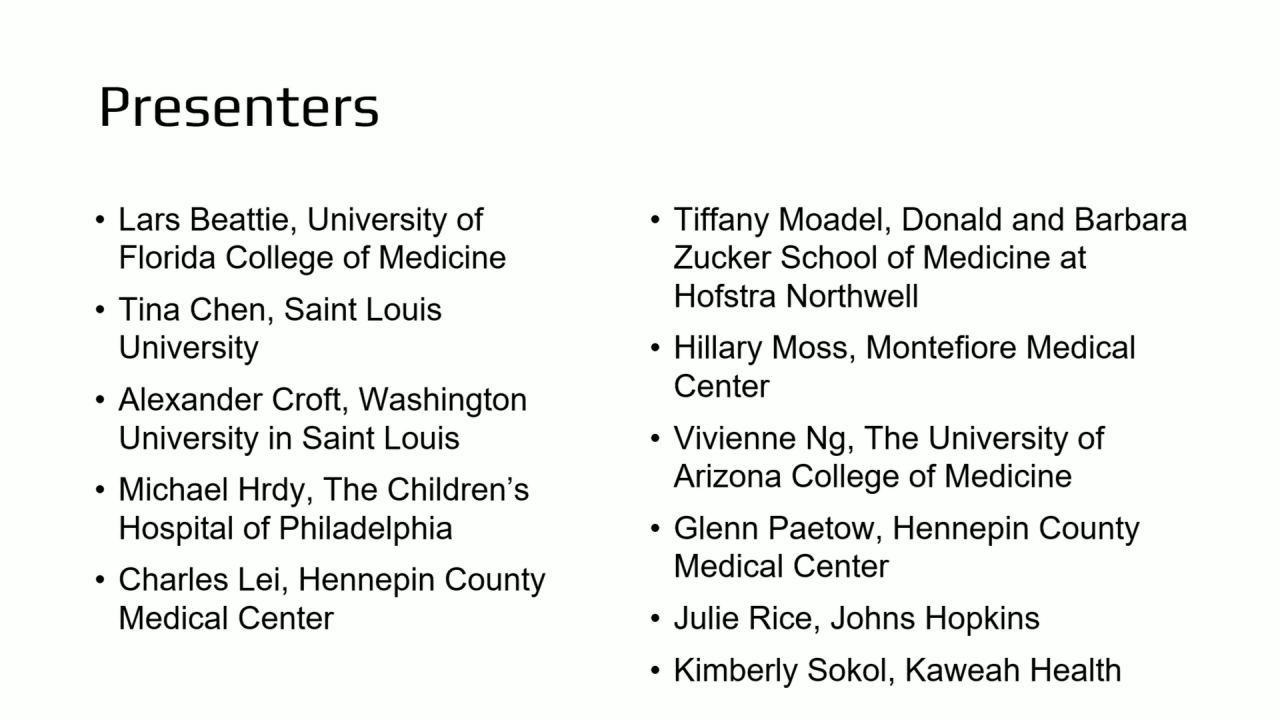 Presenters
• Lars Beattie, University of
Florida College of Medicine
• Tina Chen, Saint Louis
University
• Alexander Croft, Washington
University in Saint Louis
• Michael Hrdy, The Children’s
Hospital of Philadelphia
• Charles Lei, Hennepin County
Medical Center
• Tiffany Moadel, Donald and Barbara
Zucker School of Medicine at
Hofstra Northwell
• Hillary Moss, Montefiore Medical
Center
• Vivienne Ng, The University of
Arizona College of Medicine
• Glenn Paetow, Hennepin County
Medical Center
• Julie Rice, Johns Hopkins
• Kimberly Sokol, Kaweah Health